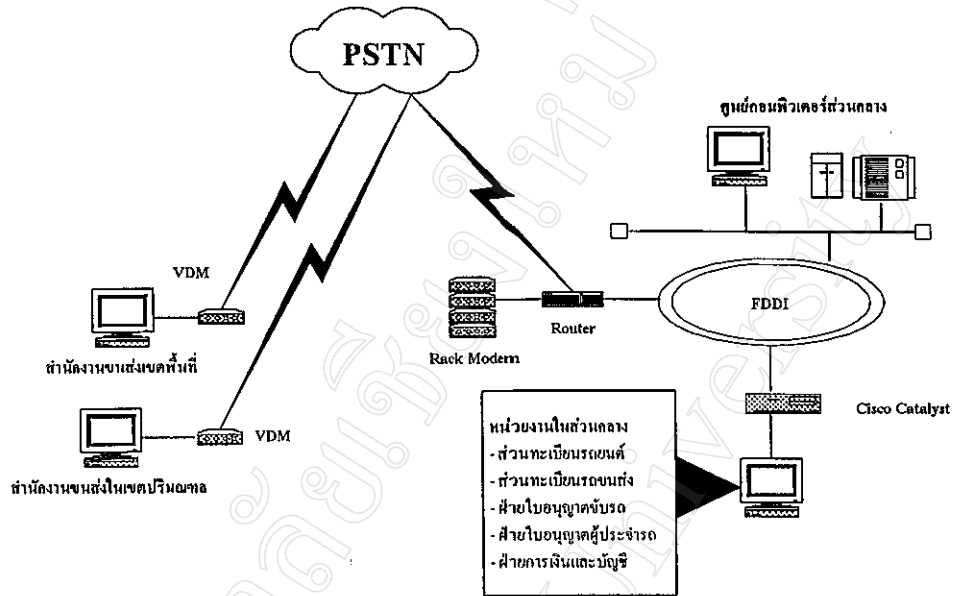 PSTN
ศูนย์คอมพิวเตอร์ส่วนกลาง
VDM
FDDI
Router
Rack Modem
สำนักงานขนส่งเขตพื้นที่
Cisco Catalyst
VDM
สำนักงานขนส่งในเขตปริมณฑล
หน่วยงานในส่วนกลาง
- ส่วนทะเบียนรถยนต์
- ส่วนทะเบียนรถขนส่ง
- ฝ่ายใบอนุญาตขับรถ
- ฝ่ายใบอนุญาตผู้ประจำรถ
- ฝ่ายการเงินและบัญชี
University